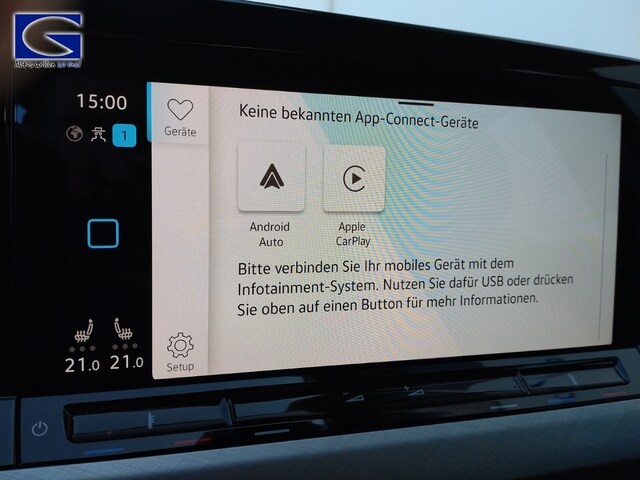 15:00
1
Geräte
Keine bekannten App-Connect-Geräte
Android
Auto
Apple
CarPlay
Bitte verbinden Sie Ihr mobiles Gerät mit dem
Infotainment-System. Nutzen Sie dafür USB oder drücken
Sie oben auf einen Button für mehr Informationen.
21.0 21.0
Setup